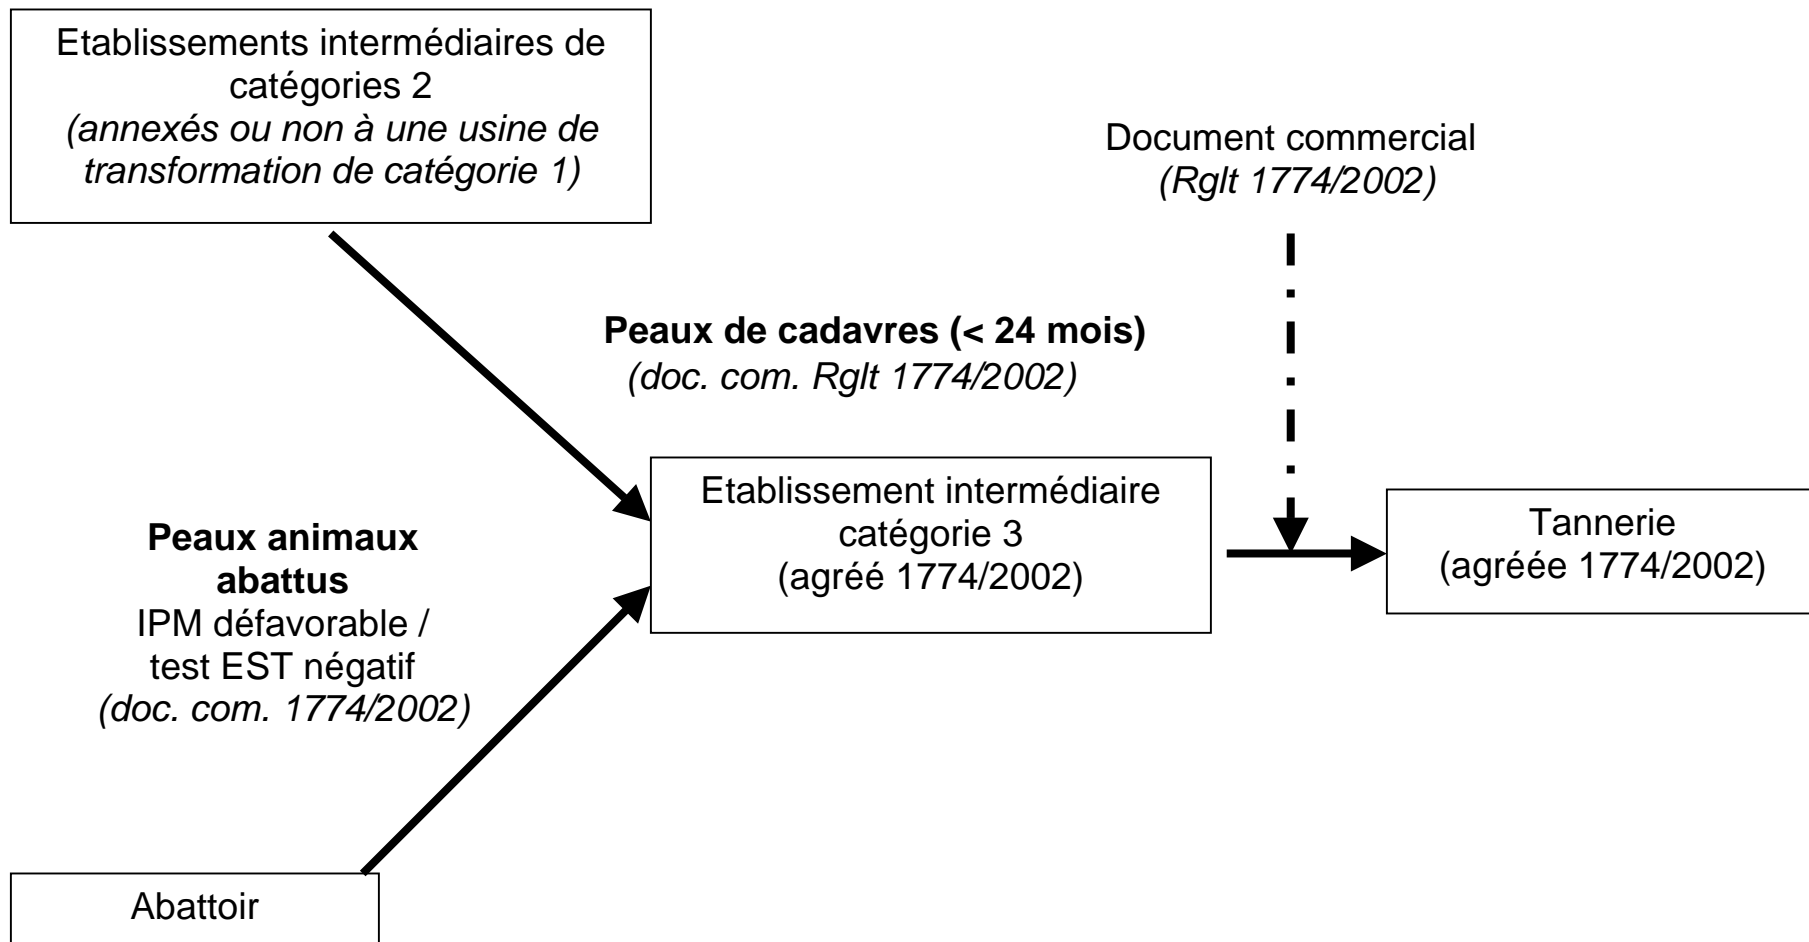 Etablissements intermédiaires de
catégories 2
(annexés ou non à une usine de
transformation de catégorie 1)
Document commercial
(Rglt 1774/2002)
Peaux de cadavres (< 24 mois)
(doc. com. Rglt 1774/2002)
Peaux animaux
abattus
IPM défavorable /
test EST négatif
(doc. com. 1774/2002)
Etablissement intermédiaire
catégorie 3
(agréé 1774/2002)
Tannerie
(agréée 1774/2002)
Abattoir